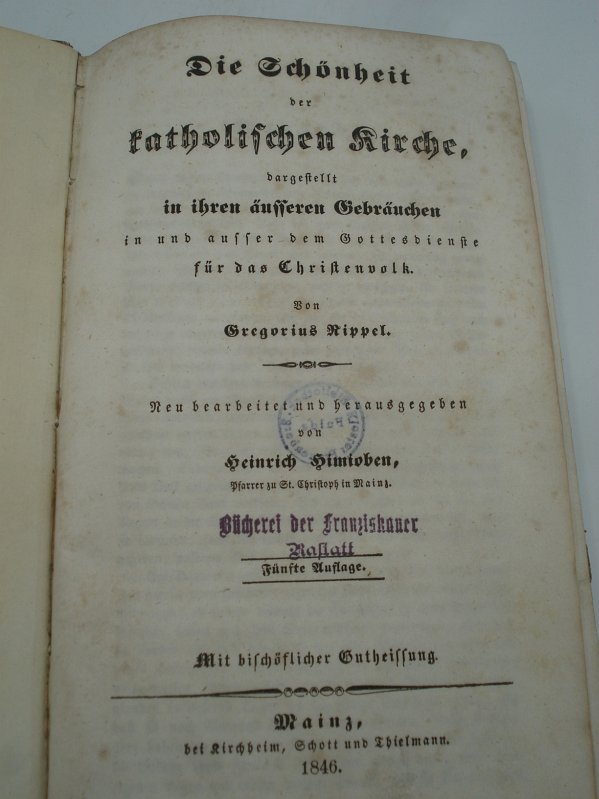 Die Schönheit
der
katholischen Kirche,
dargestellt
in ihren äusseren Gebräuchen
in und ausser dem Gottesdienste
für das Christenvolk.
Von
Gregorius Rippel.
Neu bearbeitet und herausgegeben
von
Heinrich Himioben,
Pfarrer zu St. Christoph in Mainz.
Bücherei der Franziskaner
Rastatt
Fünfte Auflage.
Mit bischöflicher Gutheissung.
Mainz,
bei Kirchheim, Schott und Thielmann.
1846.